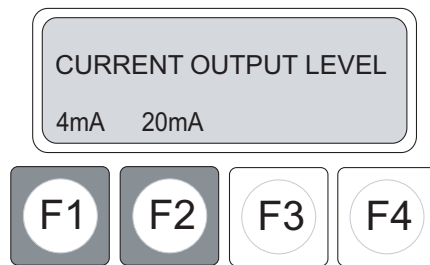 CURRENT OUTPUT LEVEL
4mA 20mA
F1 F2 F3 F4